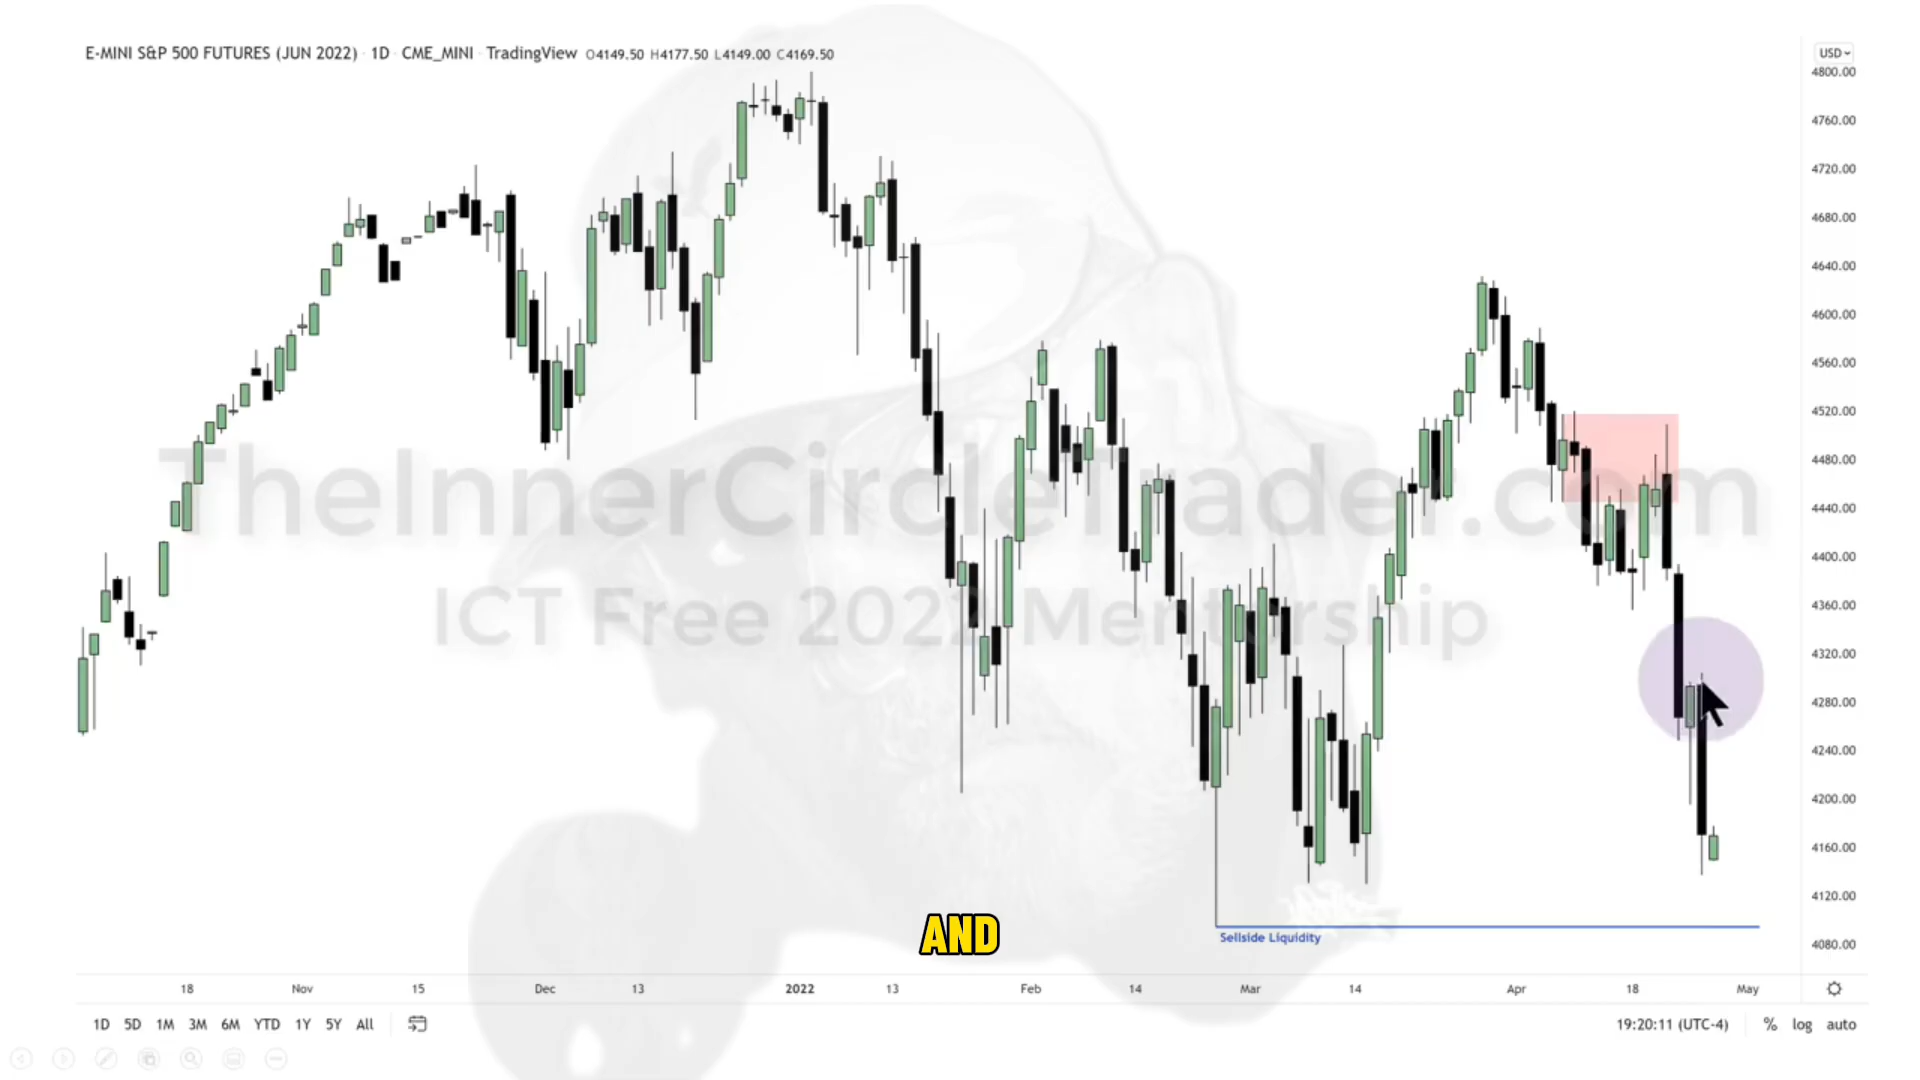 E-MINI S&P 500 FUTURES (JUN 2022) · 1D · CME_MINI · TradingView O4149.50 H4177.50 L4149.00 C4169.50
USD
4800.00
4760.00
4720.00
4680.00
4640.00
4600.00
4560.00
4520.00
4480.00
4440.00
4400.00
4360.00
4320.00
4280.00
4240.00
4200.00
4160.00
4120.00
4080.00
TheInnerCircleTrader.com
ICT Free 2022 Mentorship
AND
Sellside Liquidity
18 Nov 15 Dec 13 2022 13 Feb 14 Mar 14 Apr 18 May
1D 5D 1M 3M 6M YTD 1Y 5Y All
19:20:11 (UTC-4) % log auto